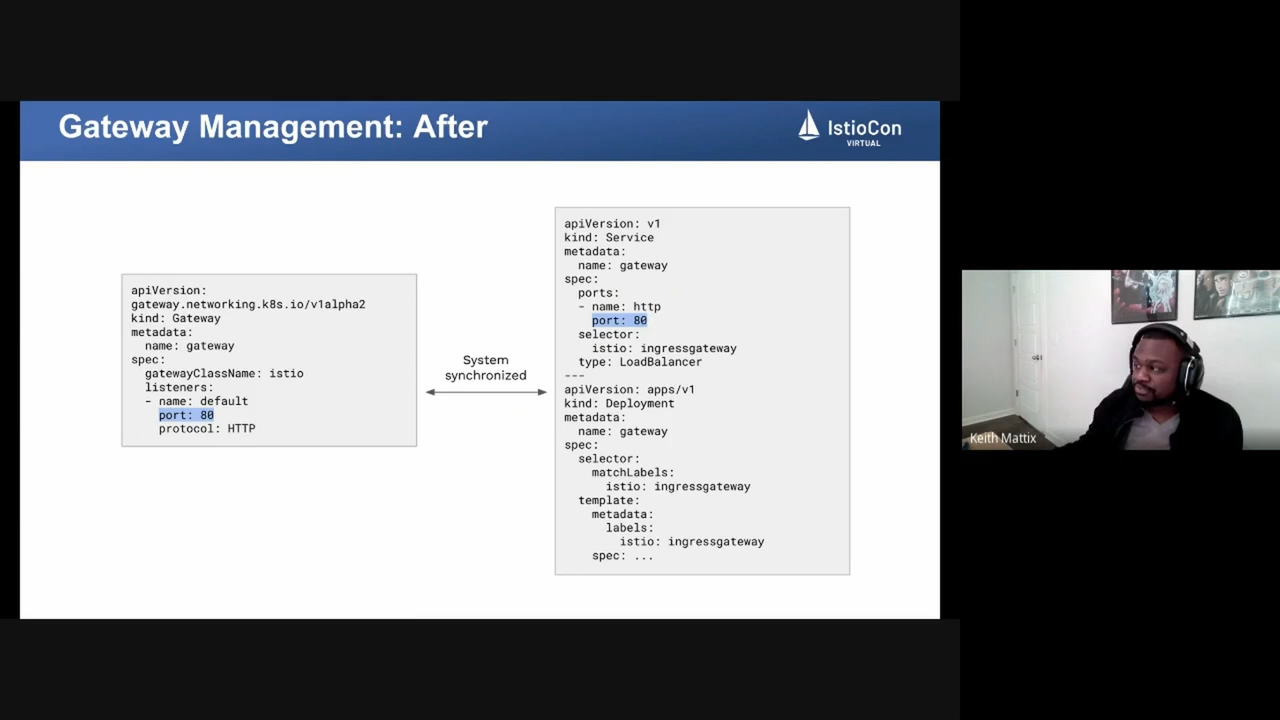 Gateway Management: After
IstioCon
VIRTUAL
apiVersion:
gateway.networking.k8s.io/v1alpha2
kind: Gateway
metadata:
  name: gateway
spec:
  gatewayClassName: istio
  listeners:
  - name: default
    port: 80
    protocol: HTTP
System
synchronized
apiVersion: v1
kind: Service
metadata:
  name: gateway
spec:
  ports:
  - name: http
    port: 80
  selector:
    istio: ingressgateway
  type: LoadBalancer
---
apiVersion: apps/v1
kind: Deployment
metadata:
  name: gateway
spec:
  selector:
    matchLabels:
      istio: ingressgateway
  template:
    metadata:
      labels:
        istio: ingressgateway
    spec: ...
Keith Mattix